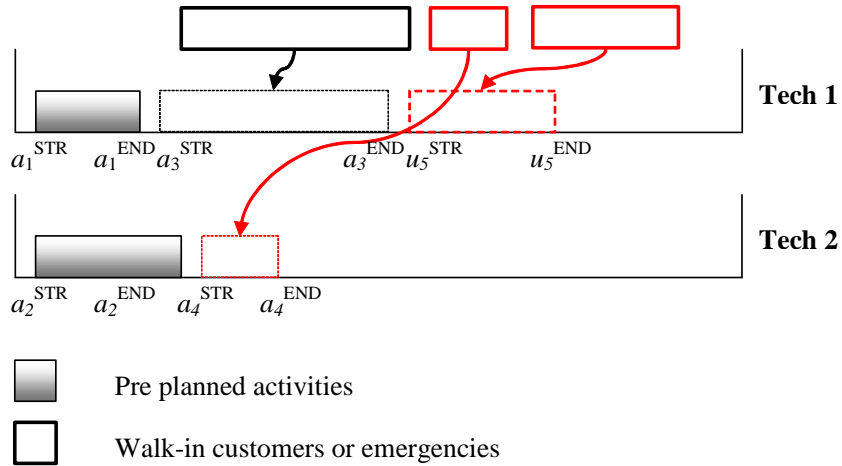 Tech 1
a₁ˢᵀᴿ a₁ᴱᴺᴰ a₃ˢᵀᴿ a₃ᴱᴺᴰ u₅ˢᵀᴿ u₅ᴱᴺᴰ
Tech 2
a₂ˢᵀᴿ a₂ᴱᴺᴰ a₄ˢᵀᴿ a₄ᴱᴺᴰ
Pre planned activities
Walk-in customers or emergencies